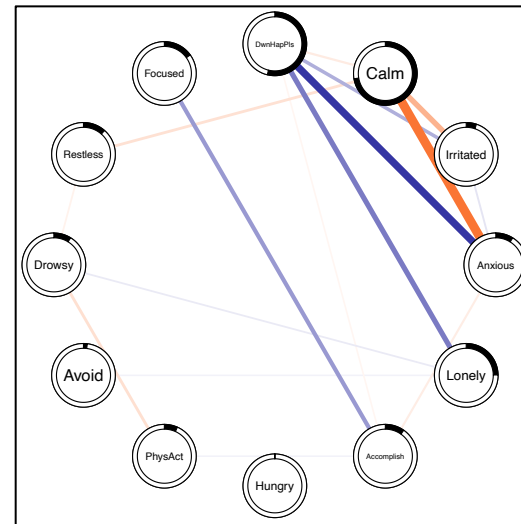 DwnHapPls
Calm
Focused
Irritated
Restless
Anxious
Drowsy
Lonely
Avoid
Accomplish
PhysAct
Hungry